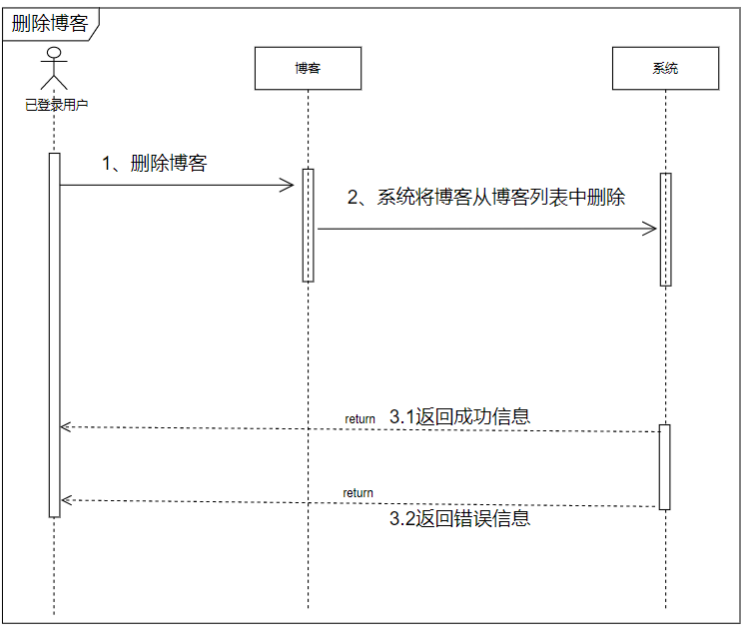 删除博客
已登录用户
博客
系统
1、删除博客
2、系统将博客从博客列表中删除
return 3.1返回成功信息
return
3.2返回错误信息